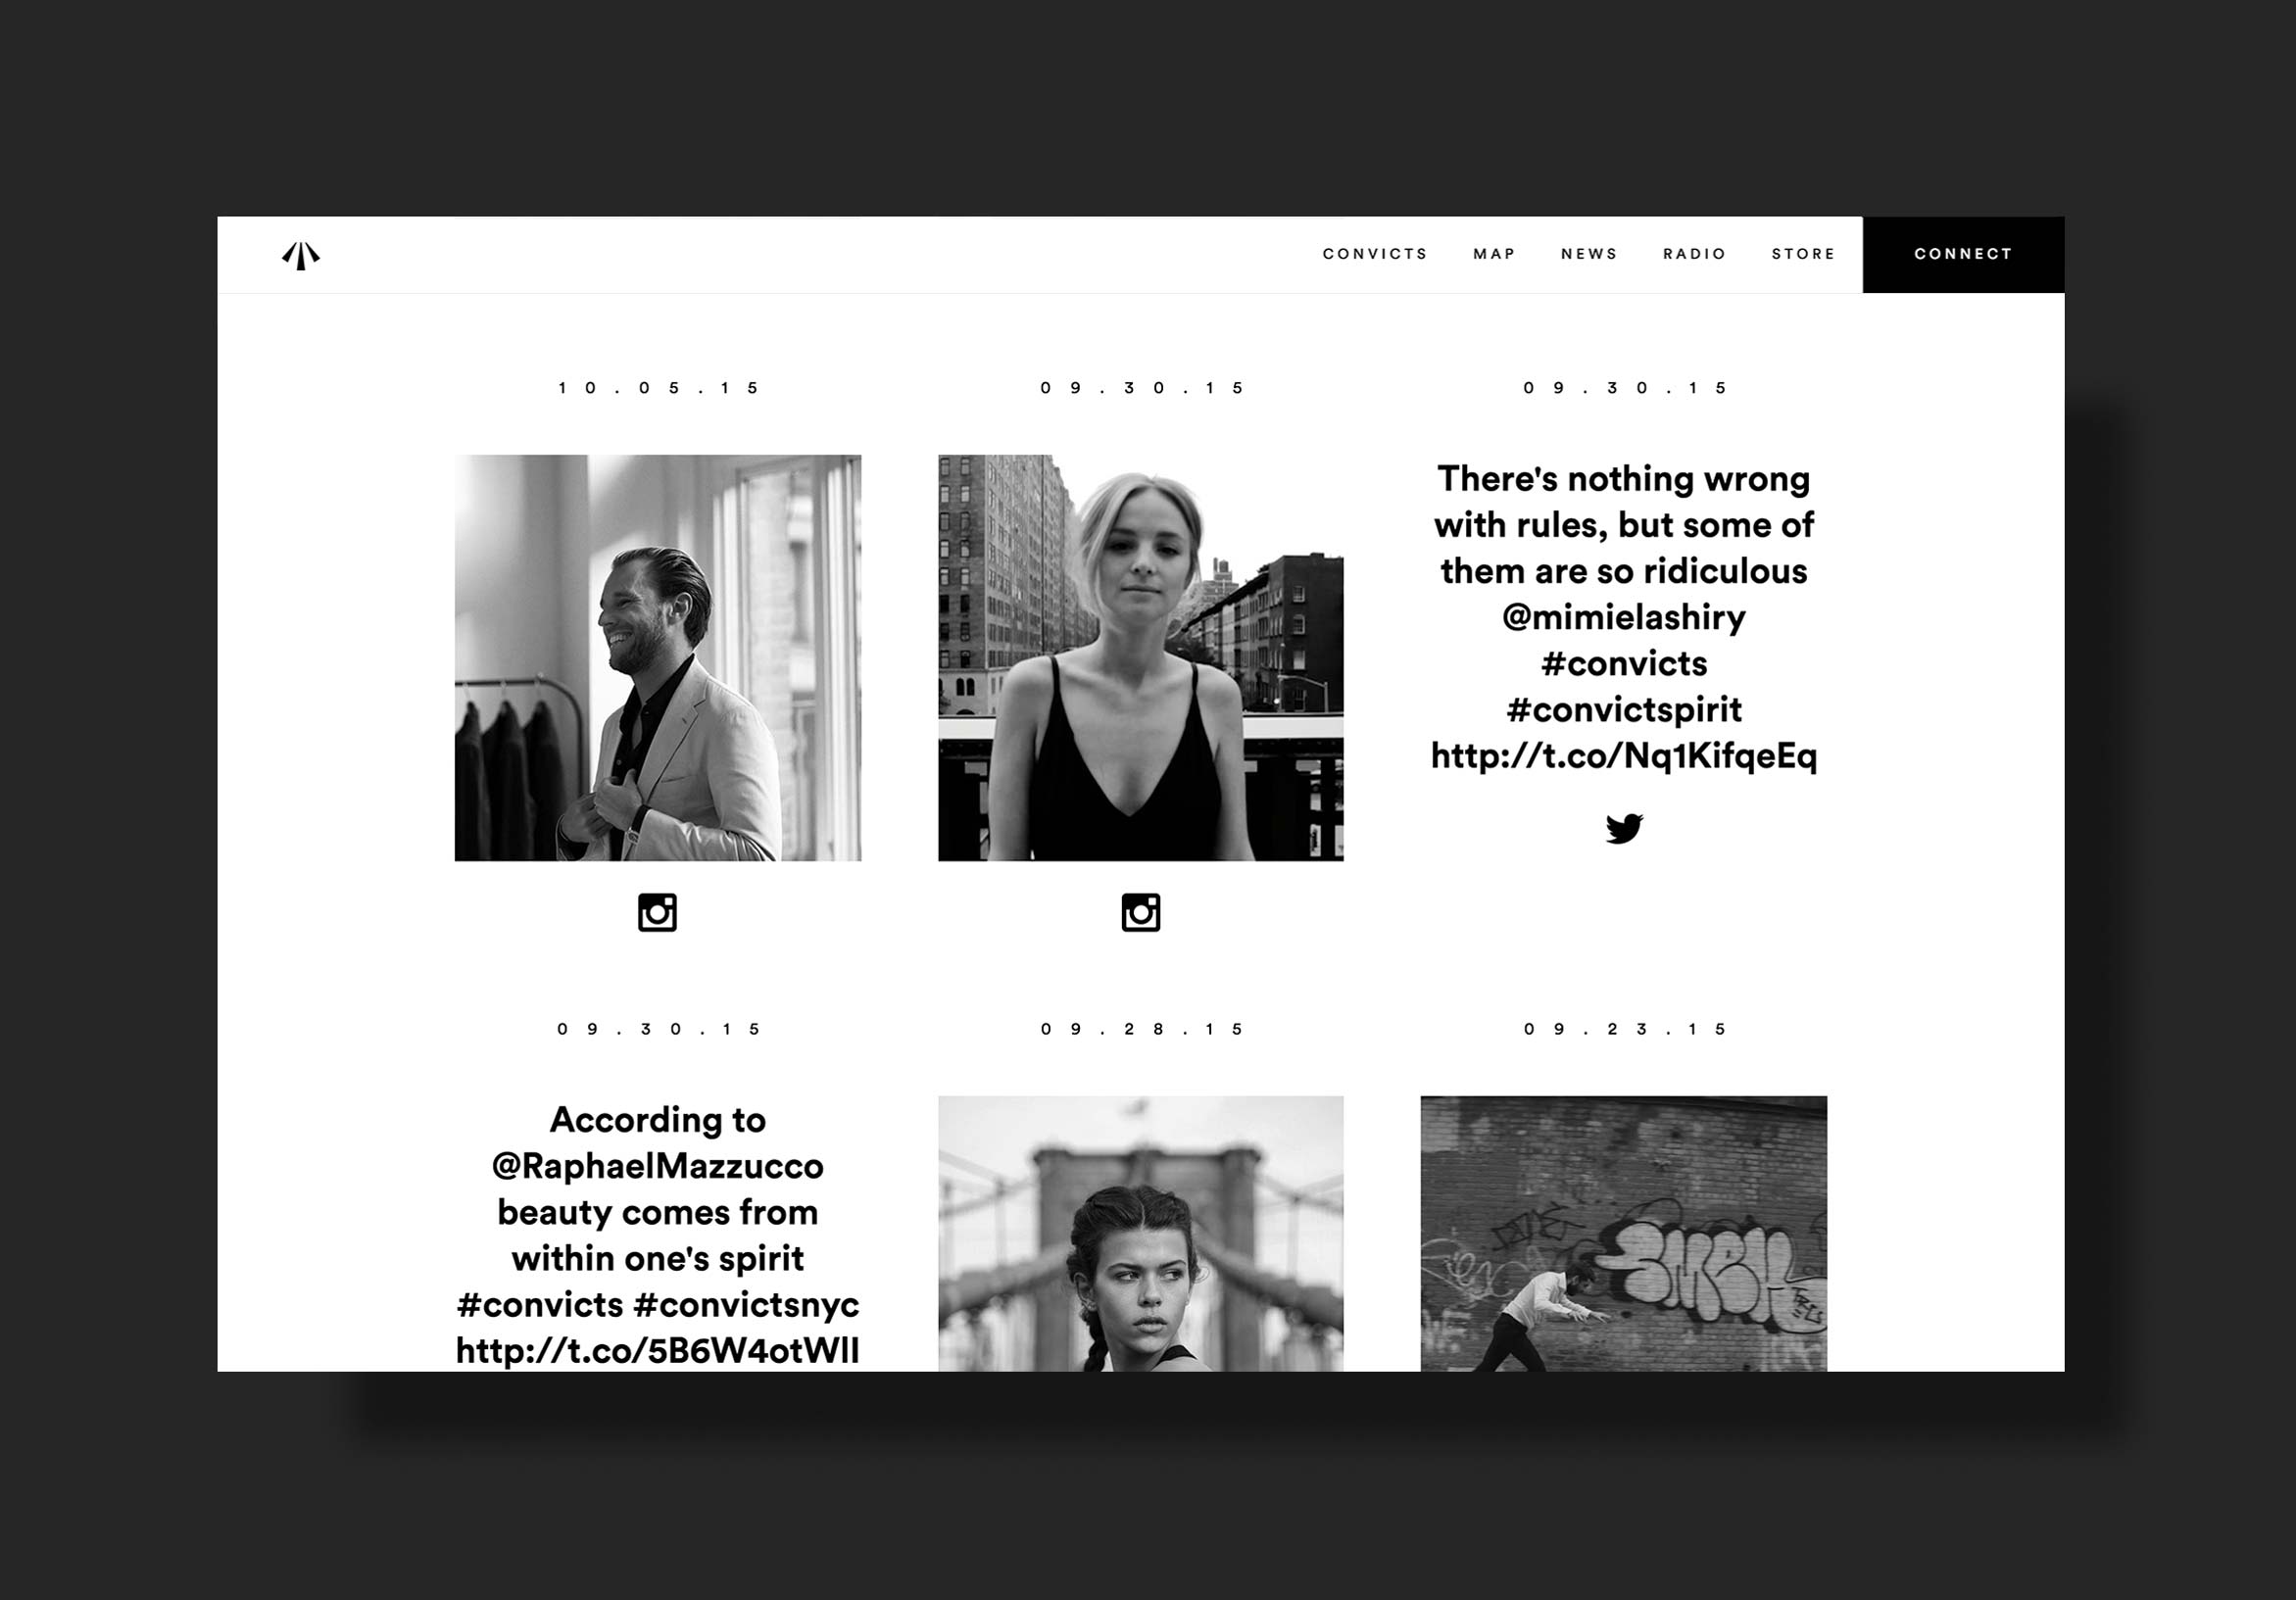 CONVICTS MAP NEWS RADIO STORE CONNECT
10.05.15
09.30.15
09.30.15
There's nothing wrong
with rules, but some of
them are so ridiculous
@mimielashiry
#convicts
#convictspirit
http://t.co/Nq1KifqeEq
09.30.15
09.28.15
09.23.15
According to
@RaphaelMazzucco
beauty comes from
within one's spirit
#convicts #convictsnyc
http://t.co/5B6W4otWlI